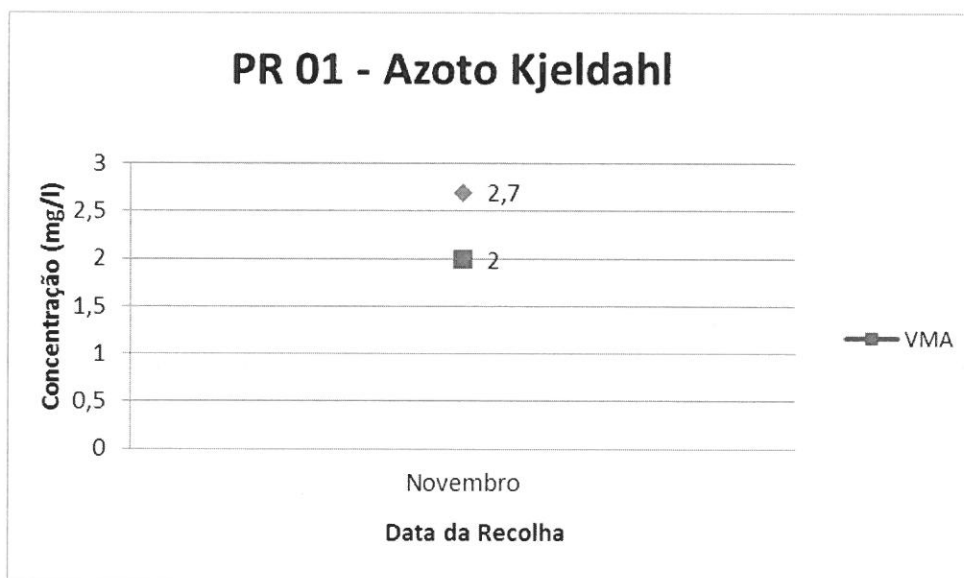 PR 01 - Azoto Kjeldahl
Concentração (mg/l)
3
2,5
2
1,5
1
0,5
0
2,7
2
VMA
Novembro
Data da Recolha